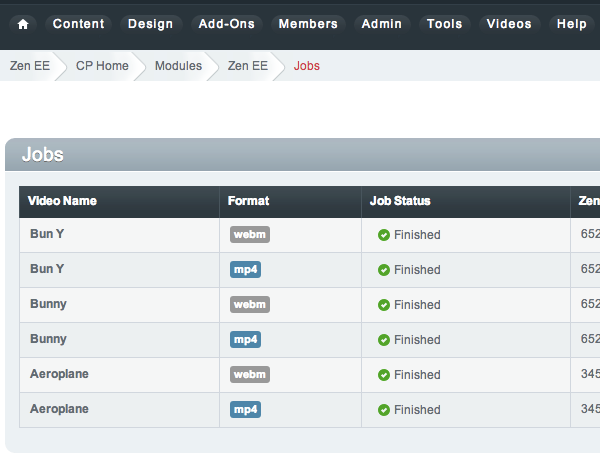 Content Design Add-Ons Members Admin Tools Videos Help
Zen EE CP Home Modules Zen EE Jobs
Jobs
Video Name Format Job Status Zen
Bun Y webm Finished 652
Bun Y mp4 Finished 652
Bunny webm Finished 652
Bunny mp4 Finished 652
Aeroplane webm Finished 345
Aeroplane mp4 Finished 345